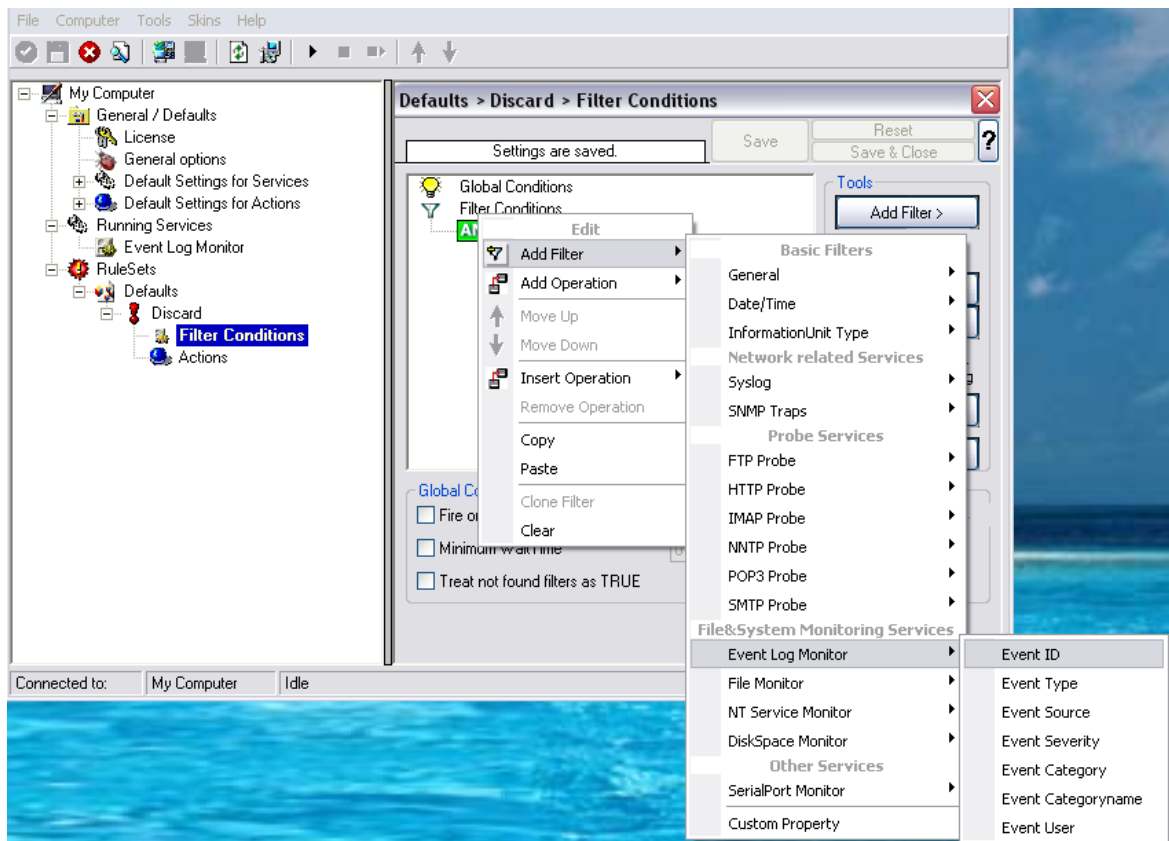 File Computer Tools Skins Help
My Computer
General / Defaults
License
General options
Default Settings for Services
Default Settings for Actions
Running Services
Event Log Monitor
RuleSets
Defaults
Discard
Filter Conditions
Actions
Defaults > Discard > Filter Conditions
Settings are saved.
Save
Reset
Save & Close
?
Global Conditions
Filter Conditions
Tools
Add Filter >
Edit
Add Filter
Add Operation
Move Up
Move Down
Insert Operation
Remove Operation
Copy
Paste
Clone Filter
Clear
Treat not found filters as TRUE
Basic Filters
General
Date/Time
InformationUnit Type
Network related Services
Syslog
SNMP Traps
Probe Services
FTP Probe
HTTP Probe
IMAP Probe
NNTP Probe
POP3 Probe
SMTP Probe
File&System Monitoring Services
Event Log Monitor
File Monitor
NT Service Monitor
DiskSpace Monitor
Other Services
SerialPort Monitor
Custom Property
Event ID
Event Type
Event Source
Event Severity
Event Category
Event Categoryname
Event User
Connected to: My Computer Idle